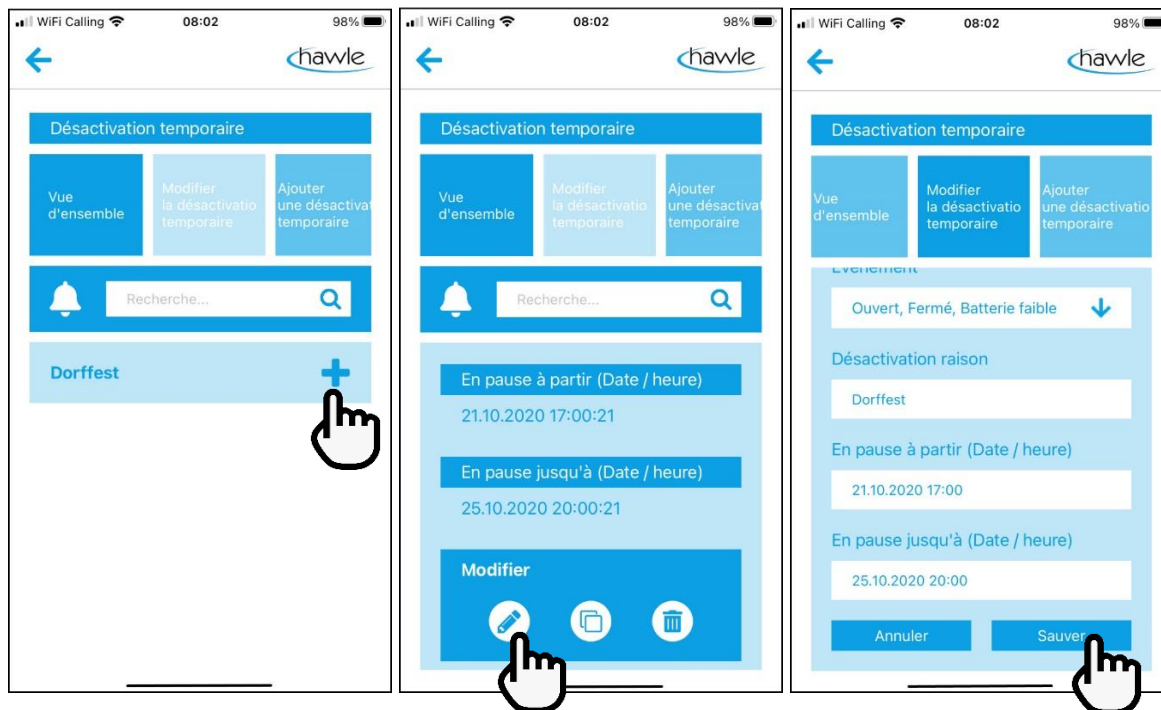 WiFi Calling 08:02 98%
hawle
Désactivation temporaire
Vue
d'ensemble
Modifier
la désactivatio
temporaire
Ajouter
une désactivat
temporaire
Recherche...
Dorffest
WiFi Calling 08:02 98%
hawle
Désactivation temporaire
Vue
d'ensemble
Modifier
la désactivatio
temporaire
Ajouter
une désactivat
temporaire
Recherche...
En pause à partir (Date / heure)
21.10.2020 17:00:21
En pause jusqu'à (Date / heure)
25.10.2020 20:00:21
Modifier
WiFi Calling 08:02 98%
hawle
Désactivation temporaire
Vue
d'ensemble
Modifier
la désactivatio
temporaire
Ajouter
une désactivatio
temporaire
Evénement
Ouvert, Fermé, Batterie faible
Désactivation raison
Dorffest
En pause à partir (Date / heure)
21.10.2020 17:00
En pause jusqu'à (Date / heure)
25.10.2020 20:00
Annuler
Sauver